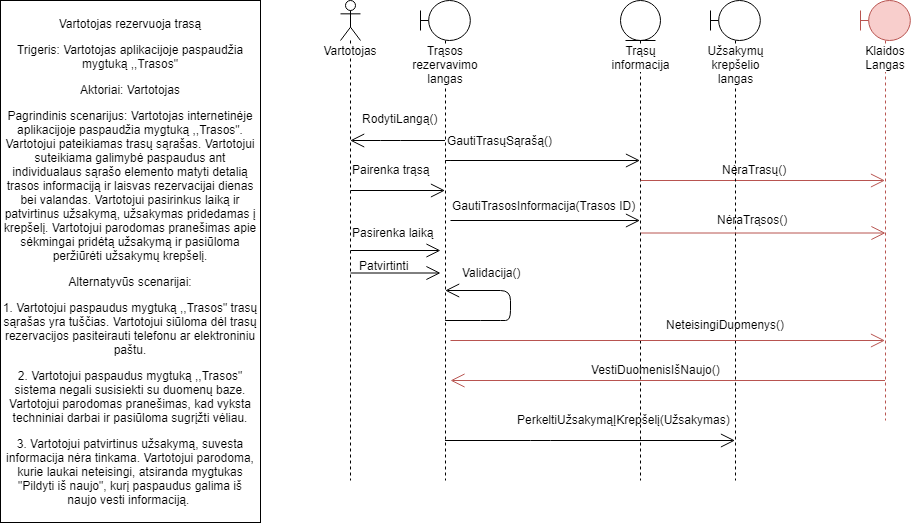 Vartotojas rezervuoja trasą
Trigeris: Vartotojas aplikacijoje paspaudžia
mygtuką ,,Trasos"
Aktoriai: Vartotojas
Pagrindinis scenarijus: Vartotojas internetinėje
aplikacijoje paspaudžia mygtuką ,,Trasos".
Vartotojui pateikiamas trasų sąrašas. Vartotojui
suteikiama galimybė paspaudus ant
individualaus sąrašo elemento matyti detalią
trasos informaciją ir laisvas rezervacijai dienas
bei valandas. Vartotojui pasirinkus laiką ir
patvirtinus užsakymą, užsakymas pridedamas į
krepšelį. Vartotojui parodomas pranešimas apie
sėkmingai pridėtą užsakymą ir pasiūloma
peržiūrėti užsakymų krepšelį.
Alternatyvūs scenarijai:
1. Vartotojui paspaudus mygtuką ,,Trasos" trasų
sąrašas yra tuščias. Vartotojui siūloma dėl trasų
rezervacijos pasiteirauti telefonu ar elektroniniu
paštu.
2. Vartotojui paspaudus mygtuką ,,Trasos"
sistema negali susisiekti su duomenų baze.
Vartotojui parodomas pranešimas, kad vyksta
techniniai darbai ir pasiūloma sugrįžti vėliau.
3. Vartotojui patvirtinus užsakymą, suvesta
informacija nėra tinkama. Vartotojui parodoma,
kurie laukai neteisingi, atsiranda mygtukas
"Pildyti iš naujo", kurį paspaudus galima iš
naujo vesti informaciją.
Vartotojas
Trąsos
rezervavimo
langas
Trąsų
informacija
Užsakymų
krepšelio
langas
Klaidos
Langas
RodytiLangą()
GautiTrasųSąrašą()
Pairenka trąsą
NėraTrasų()
GautiTrasosInformacija(Trasos ID)
NėraTrąsos()
Pasirenka laiką
Patvirtinti
Validacija()
NeteisingiDuomenys()
VestiDuomenisIšNaujo()
PerkeltiUžsakymąĮKrepšelį(Užsakymas)